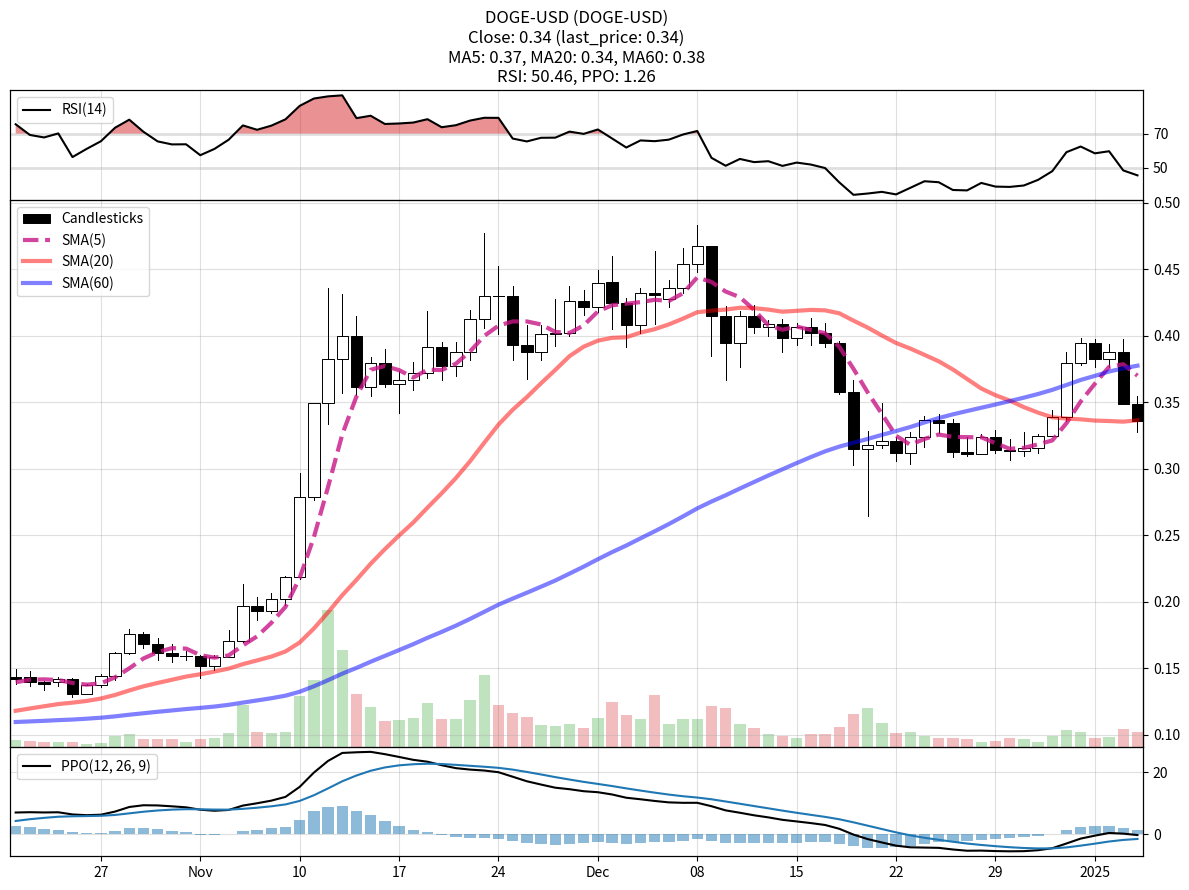 DOGE-USD (DOGE-USD)
Close: 0.34 (last_price: 0.34)
MA5: 0.37, MA20: 0.34, MA60: 0.38
RSI: 50.46, PPO: 1.26
RSI(14)
70
50
Candlesticks
SMA(5)
SMA(20)
SMA(60)
0.50
0.45
0.40
0.35
0.30
0.25
0.20
0.15
0.10
PPO(12, 26, 9)
20
0
27 Nov 10 17 24 Dec 08 15 22 29 2025